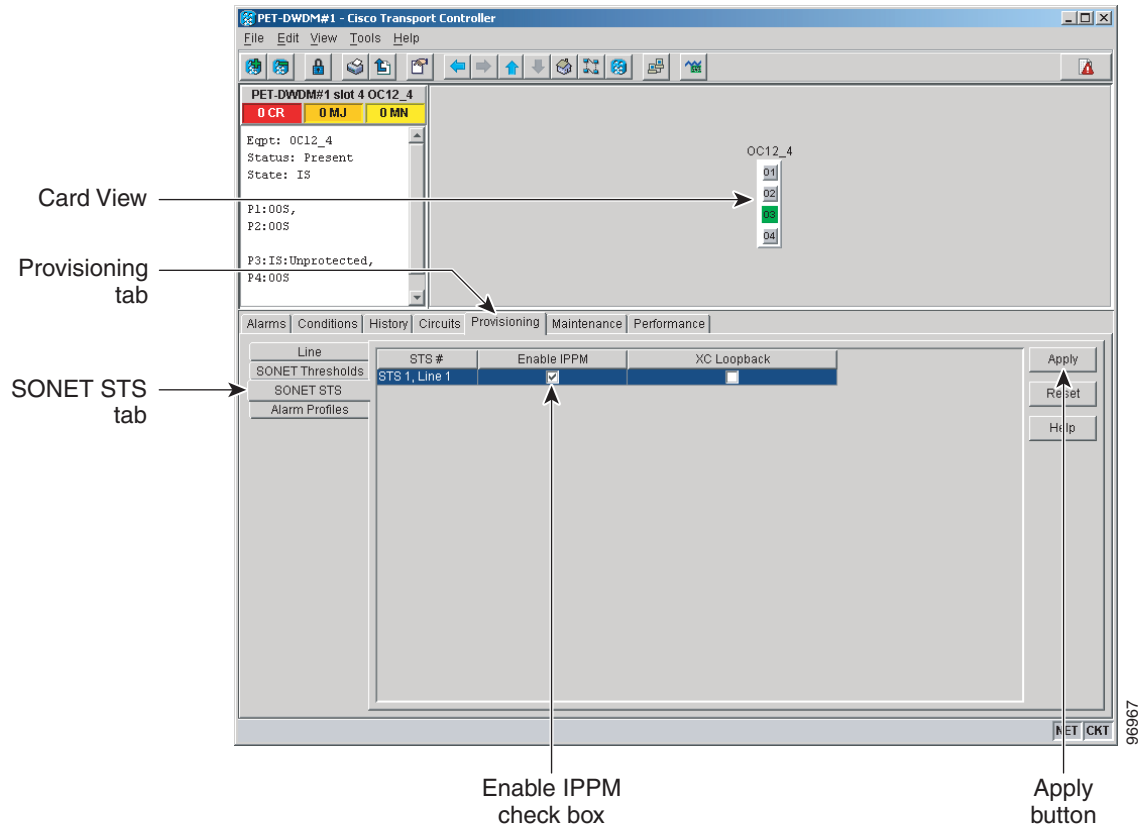 PET-DWDM#1 - Cisco Transport Controller
File Edit View Tools Help
PET-DWDM#1 slot 4 OC12_4
0 CR 0 MJ 0 MN
Eqpt: OC12_4
Status: Present
State: IS
P1:OOS,
P2:OOS
P3:IS:Unprotected,
P4:OOS
OC12_4
01
02
03
04
Card View
Provisioning
tab
SONET STS
tab
Alarms Conditions History Circuits Provisioning Maintenance Performance
Line
SONET Thresholds
SONET STS
Alarm Profiles
STS # Enable IPPM XC Loopback
STS 1, Line 1
Apply
Reset
Help
NET CKT
96967
Enable IPPM
check box
Apply
button